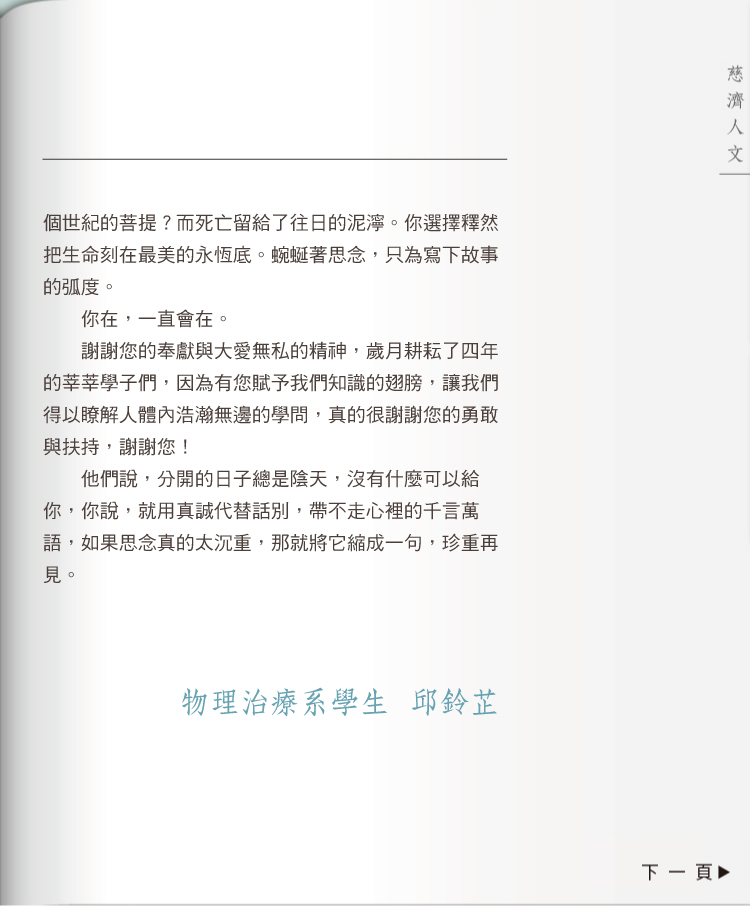 慈濟人文
個世紀的菩提？而死亡留給了往日的泥濘。你選擇釋然
把生命刻在最美的永恆底。蜿蜒著思念，只為寫下故事
的弧度。
你在，一直會在。
謝謝您的奉獻與大愛無私的精神，歲月耕耘了四年
的莘莘學子們，因為有您賦予我們知識的翅膀，讓我們
得以瞭解人體內浩瀚無邊的學問，真的很謝謝您的勇敢
與扶持，謝謝您！
他們說，分開的日子總是陰天，沒有什麼可以給
你，你說，就用真誠代替話別，帶不走心裡的千言萬
語，如果思念真的太沉重，那就將它縮成一句，珍重再
見。
物理治療系學生 邱鈴芷
下一頁▶